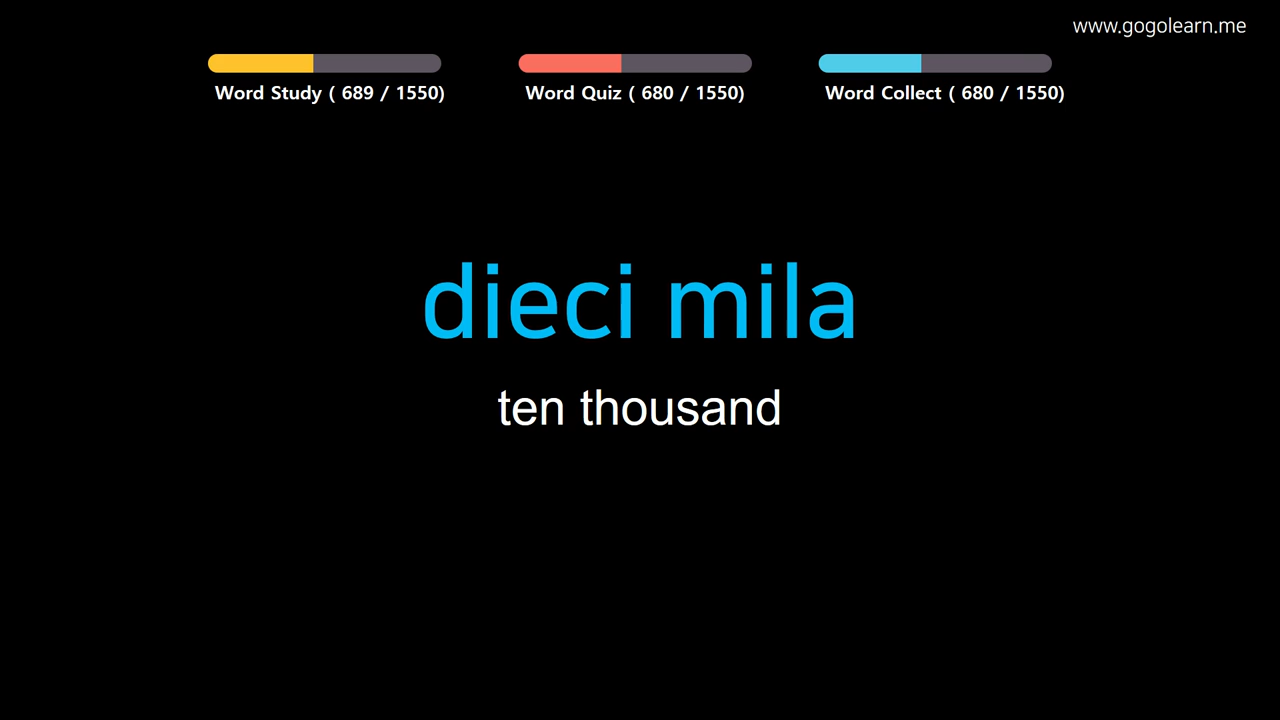 www.gogolearn.me
Word Study ( 689 / 1550)
Word Quiz ( 680 / 1550)
Word Collect ( 680 / 1550)
dieci mila
ten thousand